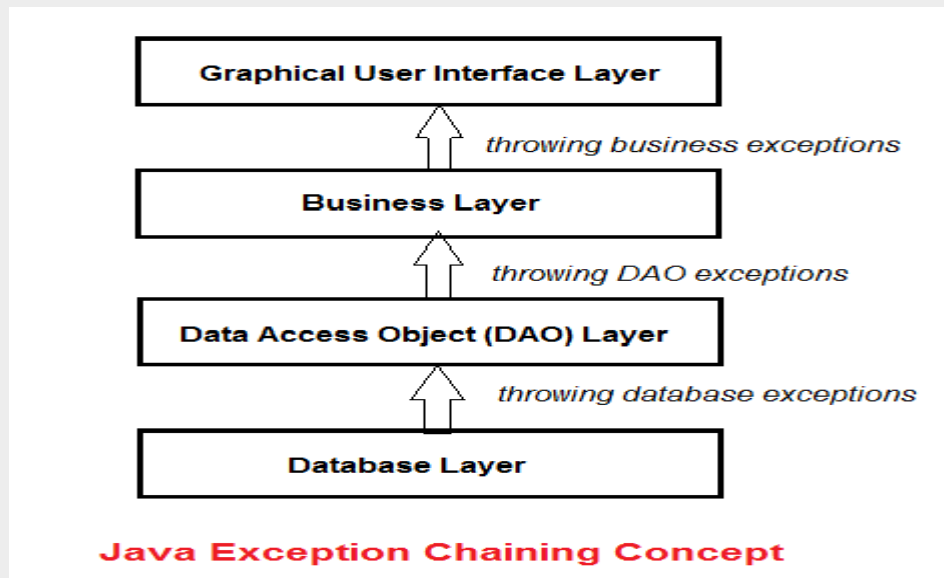 Graphical User Interface Layer
throwing business exceptions
Business Layer
throwing DAO exceptions
Data Access Object (DAO) Layer
throwing database exceptions
Database Layer
Java Exception Chaining Concept